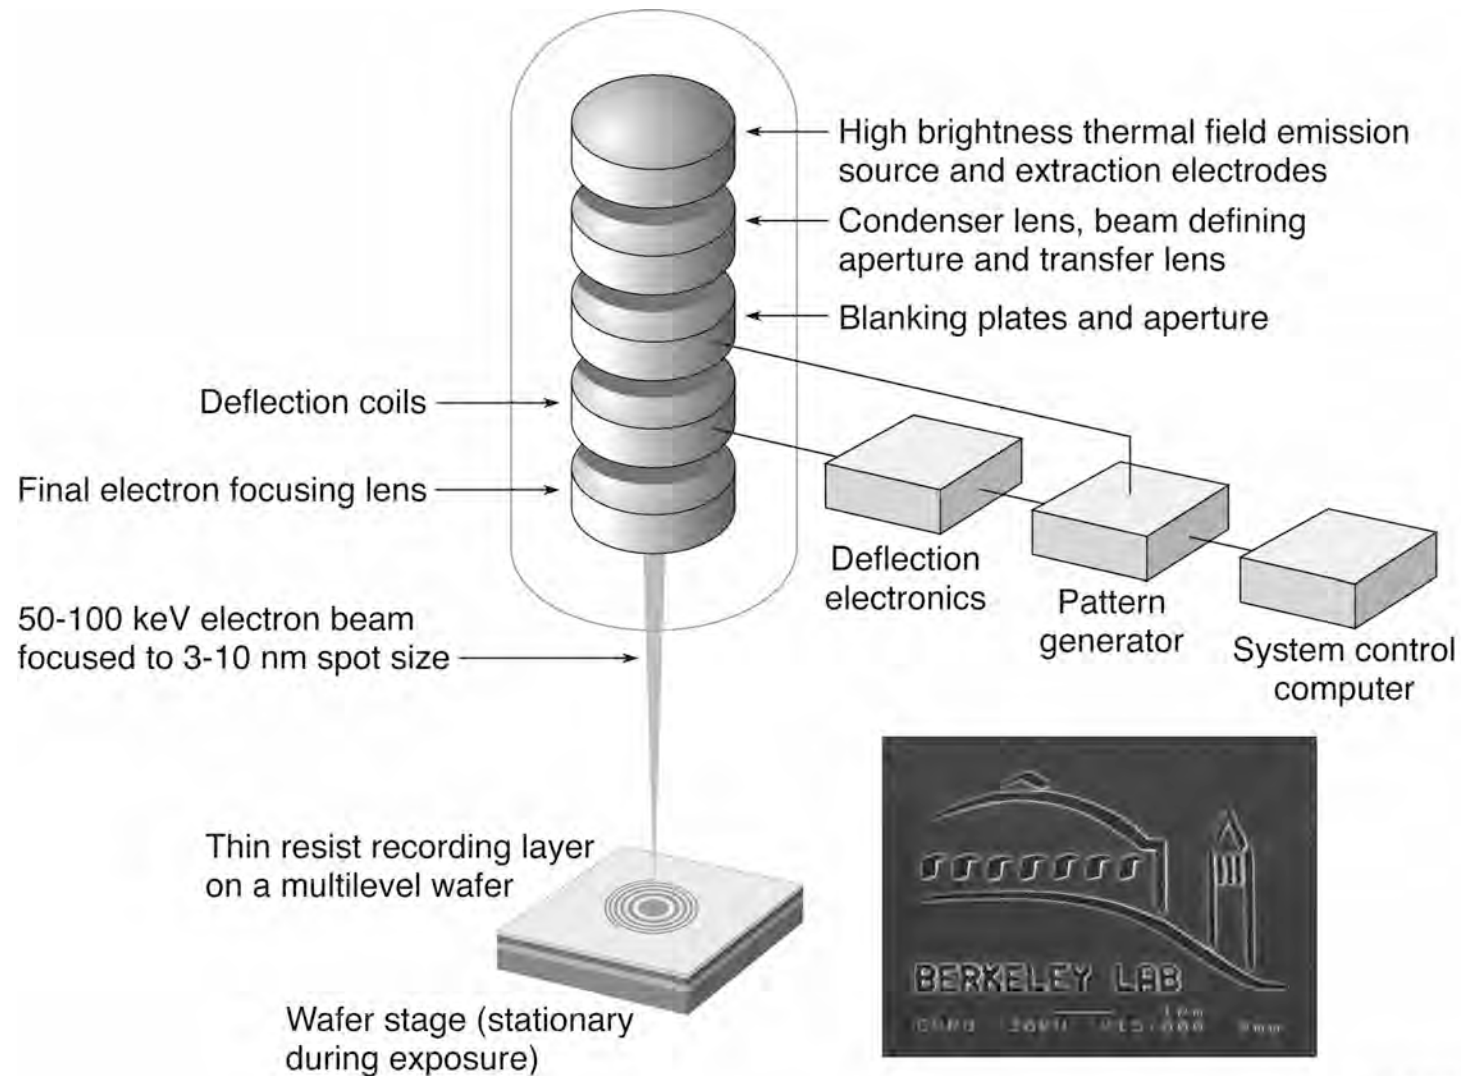 High brightness thermal field emission
source and extraction electrodes
Condenser lens, beam defining
aperture and transfer lens
Blanking plates and aperture
Deflection coils
Final electron focusing lens
Deflection
electronics
Pattern
generator
System control
computer
50-100 keV electron beam
focused to 3-10 nm spot size
Thin resist recording layer
on a multilevel wafer
Wafer stage (stationary
during exposure)
BERKELEY LAB